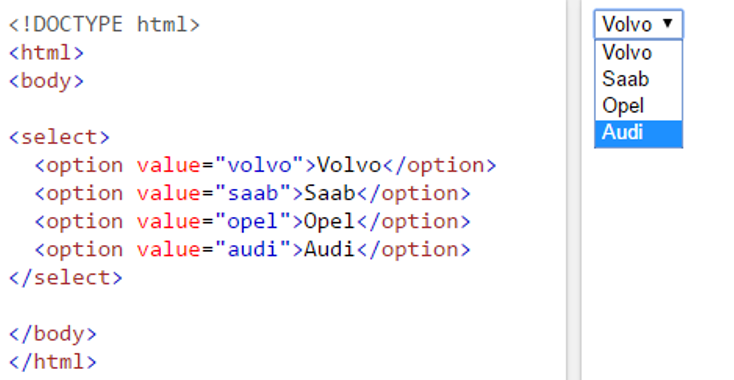 <!DOCTYPE html>
<html>
<body>
<select>
<option value="volvo">Volvo</option>
<option value="saab">Saab</option>
<option value="opel">Opel</option>
<option value="audi">Audi</option>
</select>
</body>
</html>
Volvo ▼
Volvo
Saab
Opel
Audi